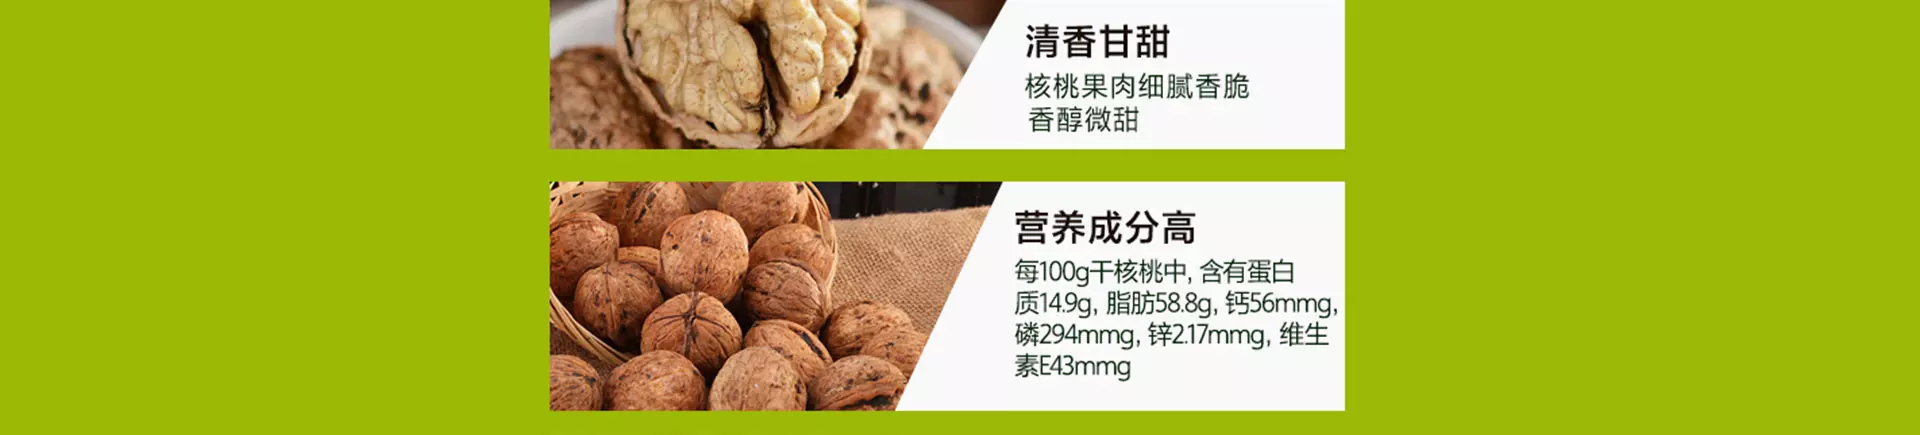 清香甘甜
核桃果肉细腻香脆
香醇微甜
营养成分高
每100g干核桃中, 含有蛋白
质14.9g, 脂肪58.8g, 钙56mmg,
磷294mmg, 锌2.17mmg, 维生
素E43mmg